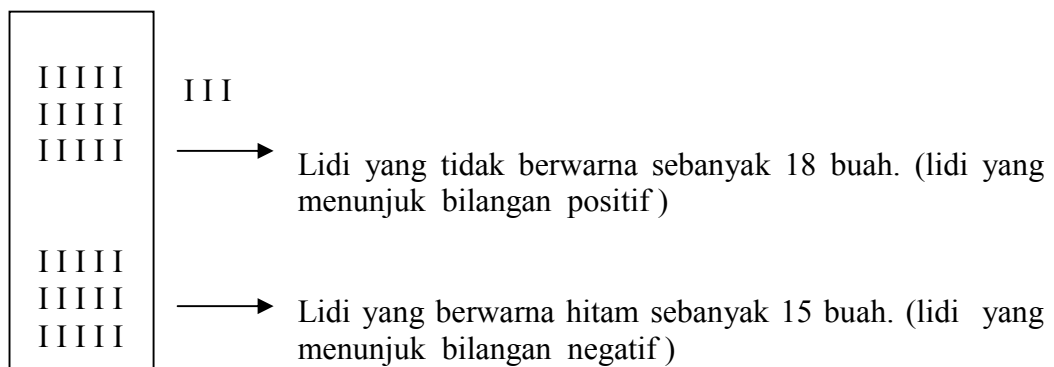 I I I I I
I I I
I I I I I
I I I I I
Lidi yang tidak berwarna sebanyak 18 buah. (lidi yang
menunjuk bilangan positif )
I I I I I
I I I I I
Lidi yang berwarna hitam sebanyak 15 buah. (lidi yang
I I I I I
menunjuk bilangan negatif )